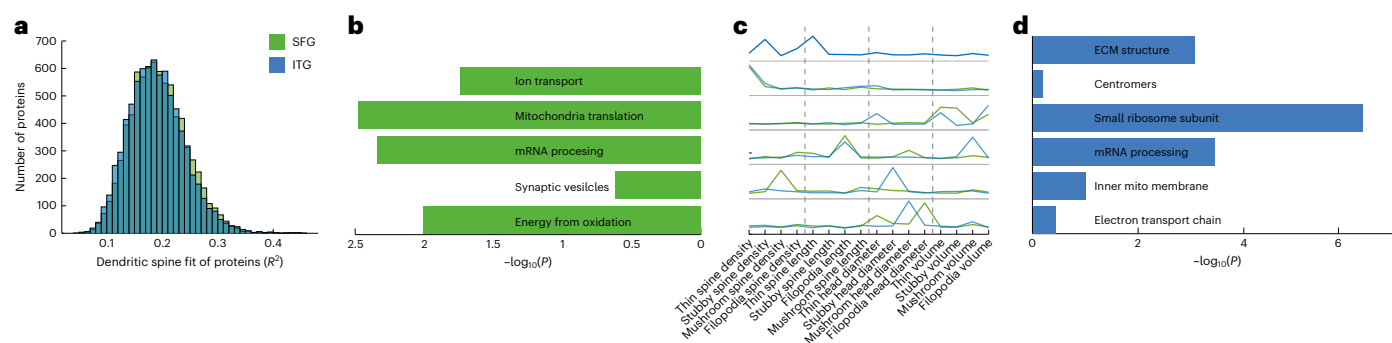 a
700
600
500
400
300
200
100
0
Number of proteins
SFG
ITG
0.1 0.2 0.3 0.4
Dendritic spine fit of proteins (R²)
b
Ion transport
Mitochondria translation
mRNA procesing
Synaptic vesilcles
Energy from oxidation
2.5 2 1.5 1 0.5 0
−log₁₀(P)
c
Thin spine density
Stubby spine density
Mushroom spine density
Filopodia spine density
Thin spine length
Stubby spine length
Filopodia length
Mushroom spine length
Thin head diameter
Stubby head diameter
Mushroom head diameter
Filopodia head diameter
Thin volume
Stubby volume
Mushroom volume
Filopodia volume
d
ECM structure
Centromers
Small ribosome subunit
mRNA processing
Inner mito membrane
Electron transport chain
0 2 4 6
−log₁₀(P)